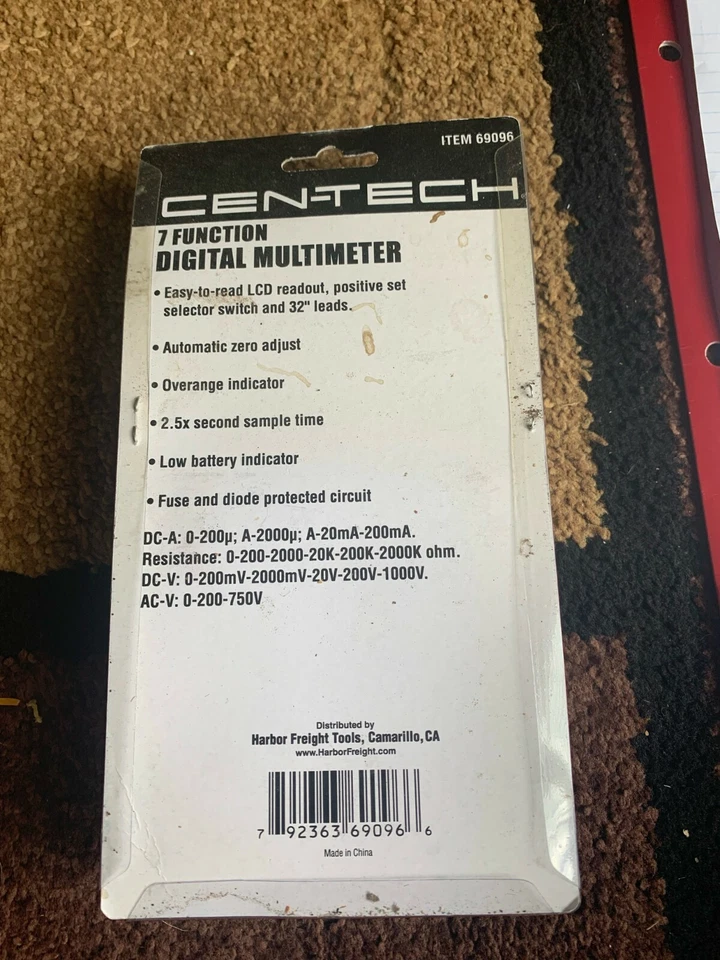 ITEM 69096
CEN-TECH
7 FUNCTION
DIGITAL MULTIMETER
• Easy-to-read LCD readout, positive set
selector switch and 32" leads.
• Automatic zero adjust
• Overange indicator
• 2.5x second sample time
• Low battery indicator
• Fuse and diode protected circuit
DC-A: 0-200µ; A-2000µ; A-20mA-200mA.
Resistance: 0-200-2000-20K-200K-2000K ohm.
DC-V: 0-200mV-2000mV-20V-200V-1000V.
AC-V: 0-200-750V
Distributed by
Harbor Freight Tools, Camarillo, CA
www.HarborFreight.com
7 92363 69096 6
Made in China